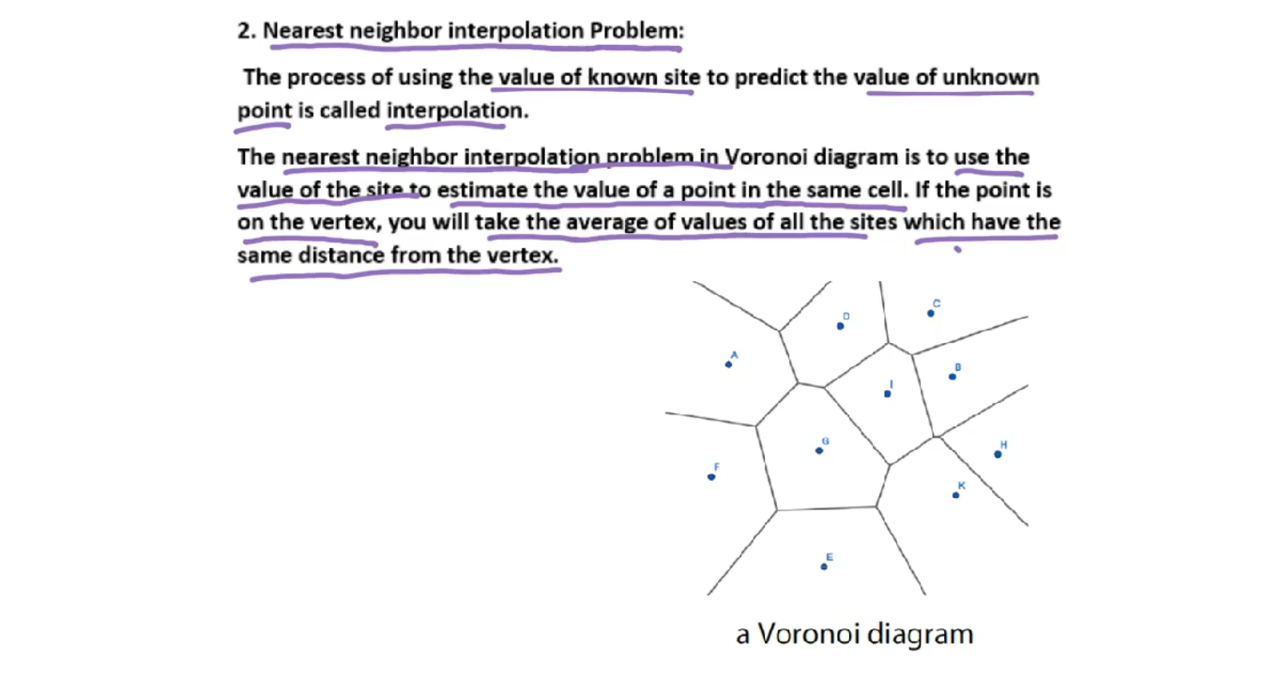 2. Nearest neighbor interpolation Problem:
The process of using the value of known site to predict the value of unknown
point is called interpolation.
The nearest neighbor interpolation problem in Voronoi diagram is to use the
value of the site to estimate the value of a point in the same cell. If the point is
on the vertex, you will take the average of values of all the sites which have the
same distance from the vertex.
C
D
A
B
I
G
H
F
K
E
a Voronoi diagram